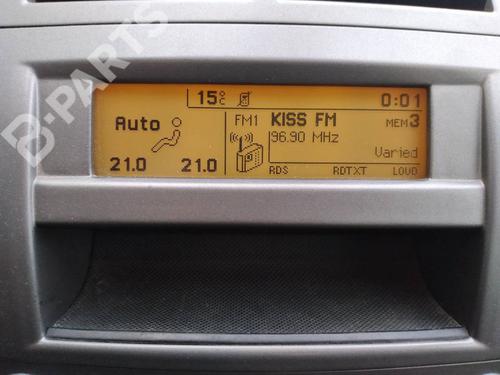 B-PARTS
15°C 0:01
Auto
FM1 KISS FM MEM3
96.90 MHz
Varied
21.0 21.0
RDS RDTXT LOUD